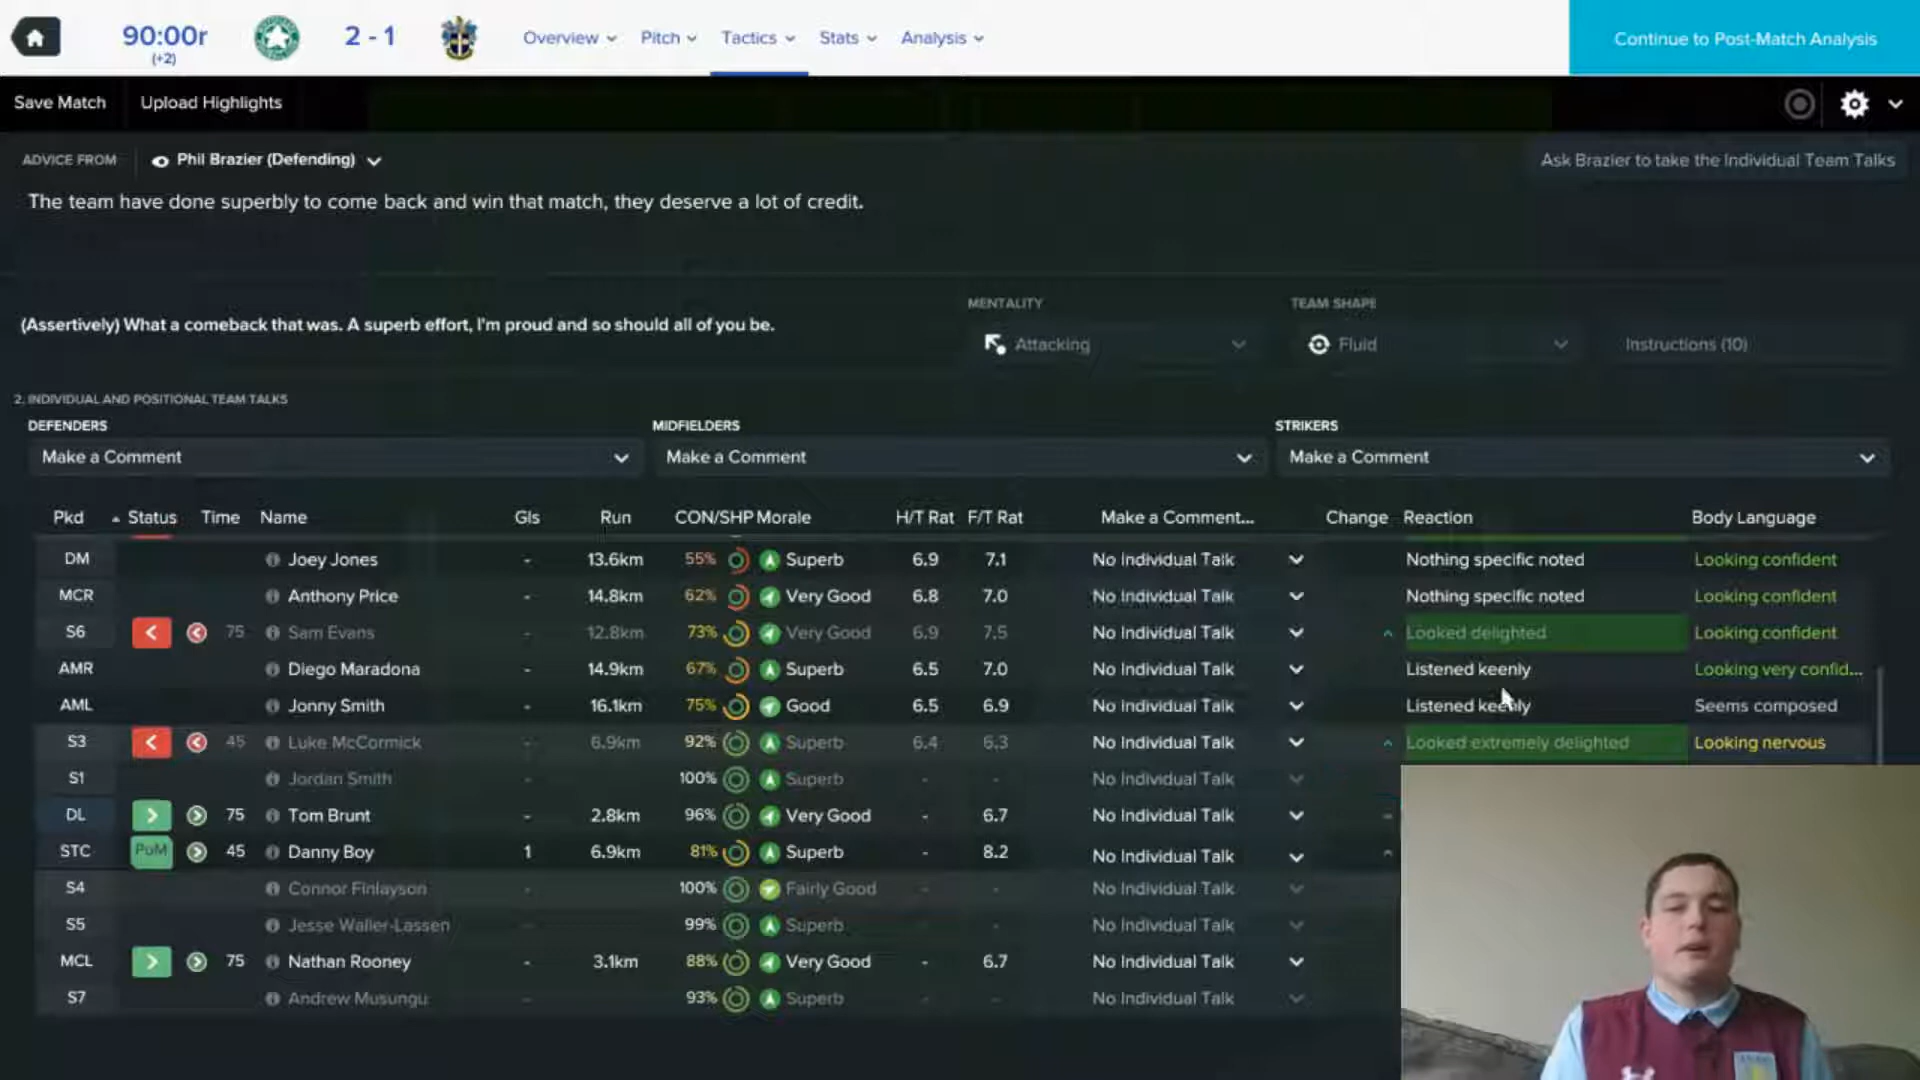 90:00r 2 - 1 Overview Pitch Tactics Stats Analysis Continue to Post-Match Analysis
(+2)
Save Match Upload Highlights
ADVICE FROM Phil Brazier (Defending) Ask Brazier to take the Individual Team Talks
The team have done superbly to come back and win that match, they deserve a lot of credit.
MENTALITY TEAM SHAPE
(Assertively) What a comeback that was. A superb effort, I'm proud and so should all of you be.
Attacking Fluid Instructions (10)
2. INDIVIDUAL AND POSITIONAL TEAM TALKS
DEFENDERS MIDFIELDERS STRIKERS
Make a Comment Make a Comment Make a Comment
Pkd Status Time Name Gls Run CON/SHP Morale H/T Rat F/T Rat Make a Comment... Change Reaction Body Language
DM Joey Jones - 13.6km 55% Superb 6.9 7.1 No Individual Talk Nothing specific noted Looking confident
MCR Anthony Price - 14.8km 62% Very Good 6.8 7.0 No Individual Talk Nothing specific noted Looking confident
S6 75 Sam Evans - 12.8km 73% Very Good 6.9 7.5 No Individual Talk Looked delighted Looking confident
AMR Diego Maradona - 14.9km 67% Superb 6.5 7.0 No Individual Talk Listened keenly Looking very confid...
AML Jonny Smith - 16.1km 75% Good 6.5 6.9 No Individual Talk Listened keenly Seems composed
S3 45 Luke McCormick - 6.9km 92% Superb 6.4 6.3 No Individual Talk Looked extremely delighted Looking nervous
S1 Jordan Smith - 100% Superb - - No Individual Talk
DL 75 Tom Brunt - 2.8km 96% Very Good - 6.7 No Individual Talk -
STC PoM 45 Danny Boy 1 6.9km 81% Superb - 8.2 No Individual Talk
S4 Connor Finlayson - 100% Fairly Good - - No Individual Talk
S5 Jesse Waller-Lassen - 99% Superb - - No Individual Talk
MCL 75 Nathan Rooney - 3.1km 88% Very Good - 6.7 No Individual Talk
S7 Andrew Musungu - 93% Superb - - No Individual Talk